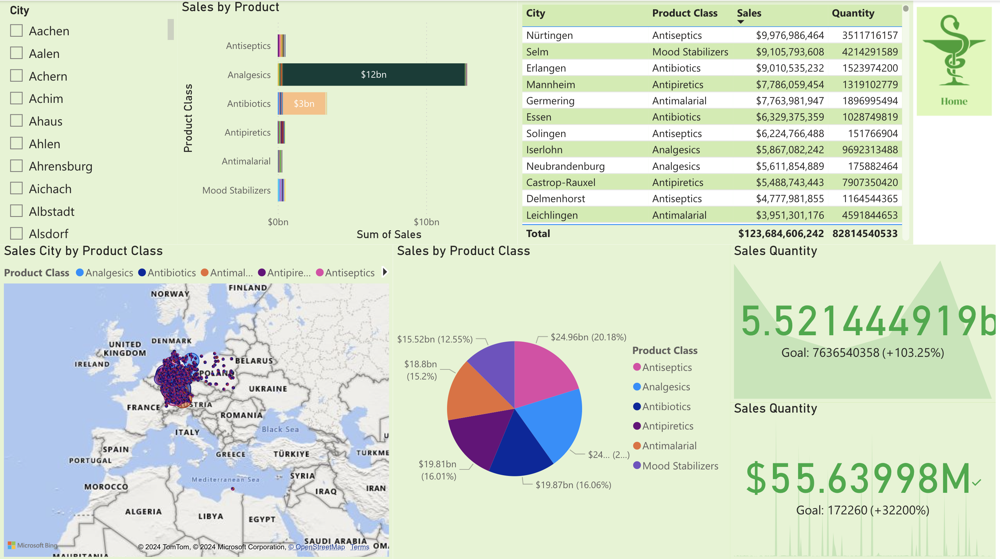 City
Aachen
Aalen
Achern
Achim
Ahaus
Ahlen
Ahrensburg
Aichach
Albstadt
Alsdorf
Sales by Product
Product Class
Antiseptics
Analgesics
Antibiotics
Antipiretics
Antimalarial
Mood Stabilizers
$12bn
$3bn
$0bn
$10bn
Sum of Sales
City Product Class Sales Quantity
Nürtingen Antiseptics $9,976,986,464 3511716157
Selm Mood Stabilizers $9,105,793,608 4214291589
Erlangen Antibiotics $9,010,535,232 1523974200
Mannheim Antipiretics $7,786,059,454 1319102779
Germering Antimalarial $7,763,981,947 1896995494
Essen Antibiotics $6,329,375,359 1028749819
Solingen Antiseptics $6,224,766,488 151766904
Iserlohn Analgesics $5,867,082,242 9692313488
Neubrandenburg Analgesics $5,611,854,889 175882464
Castrop-Rauxel Antipiretics $5,488,743,443 7907350420
Delmenhorst Antiseptics $4,777,981,855 1164544365
Leichlingen Antimalarial $3,951,301,176 4591844653
Total $123,684,606,242 82814540533
Home
Sales City by Product Class
Product Class Analgesics Antibiotics Antimal... Antipire... Antiseptics
FINLAND
NORWAY
DENMARK
UNITED
KINGDOM
IRELAND
BELARUS
POLAND
UKRAINE
FRANCE
USTRIA
ROMANIA
ITALY
Black Sea
SPAIN
PORTUGAL
GREECE
TÜRKIYE
TURKME
U
SYRIA
Mediterranean Sea
MOROCCO
IRAQ
IRAN
ALGERIA
LIBYA
EGYPT
SAUDI ARABIA
OMA
MAURITANIA
Microsoft Bing
© 2024 TomTom, © 2024 Microsoft Corporation, © OpenStreetMap Terms
Sales by Product Class
$15.52bn (12.55%)
$24.96bn (20.18%)
$18.8bn
(15.2%)
$19.81bn
(16.01%)
$24... (2...)
$19.87bn (16.06%)
Product Class
Antiseptics
Analgesics
Antibiotics
Antipiretics
Antimalarial
Mood Stabilizers
Sales Quantity
5.521444919b
Goal: 7636540358 (+103.25%)
Sales Quantity
$55.63998M
Goal: 172260 (+32200%)